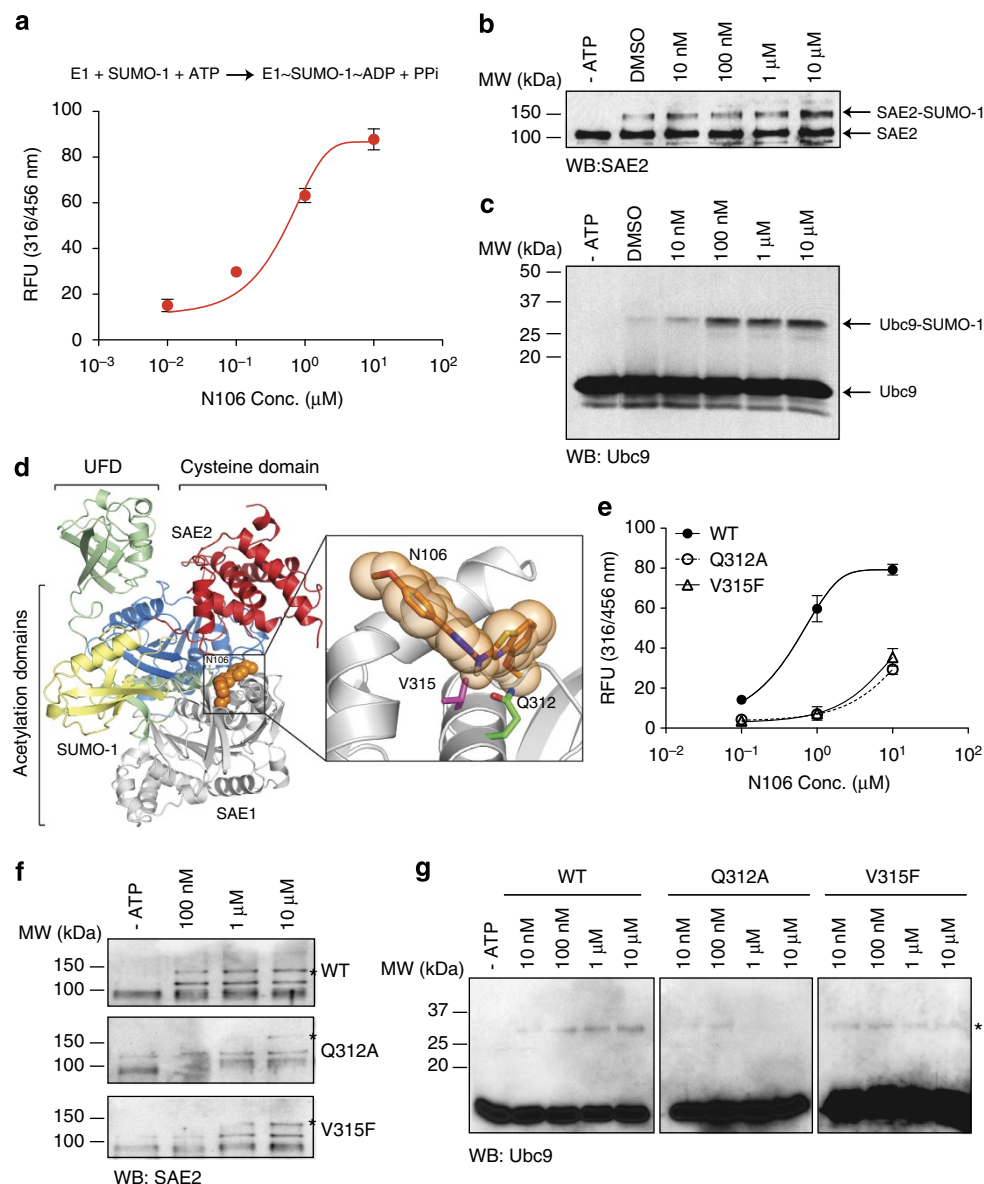 a
E1 + SUMO-1 + ATP ⟶ E1~SUMO-1~ADP + PPi
RFU (316/456 nm)
100
80
60
40
20
0
10⁻³ 10⁻² 10⁻¹ 10⁰ 10¹ 10²
N106 Conc. (μM)
b
MW (kDa)
- ATP DMSO 10 nM 100 nM 1 μM 10 μM
150
100
SAE2-SUMO-1
SAE2
WB:SAE2
c
MW (kDa)
- ATP DMSO 10 nM 100 nM 1 μM 10 μM
50
37
25
20
Ubc9-SUMO-1
Ubc9
WB: Ubc9
d
UFD Cysteine domain
Acetylation domains
SAE2
N106
SUMO-1
SAE1
N106
V315
Q312
e
WT
Q312A
V315F
RFU (316/456 nm)
100
80
60
40
20
0
10⁻² 10⁻¹ 10⁰ 10¹ 10²
N106 Conc. (μM)
f
MW (kDa)
- ATP 100 nM 1 μM 10 μM
150
100
* WT
150
100
* Q312A
150
100
* V315F
WB: SAE2
g
WT Q312A V315F
MW (kDa)
- ATP 10 nM 100 nM 1 μM 10 μM 10 nM 100 nM 1 μM 10 μM 10 nM 100 nM 1 μM 10 μM
37
25
20
*
WB: Ubc9